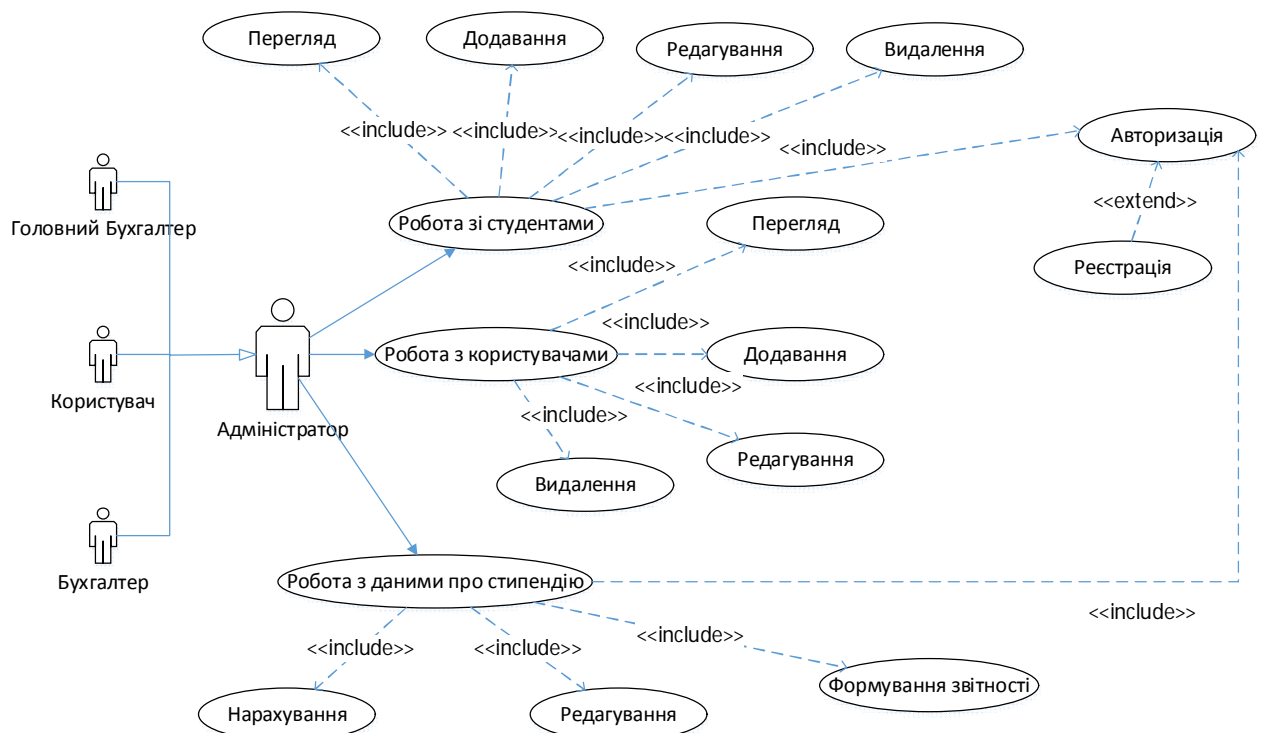 Перегляд
Додавання
Редагування
Видалення
<<include>>
<<include>>
<<include>>
<<include>>
<<include>>
Авторизація
<<extend>>
Реєстрація
Головний Бухгалтер
Робота зі студентами
Перегляд
<<include>>
<<include>>
Робота з користувачами
Додавання
<<include>>
<<include>>
Редагування
Видалення
Користувач
Адміністратор
Бухгалтер
Робота з даними про стипендію
<<include>>
<<include>>
<<include>>
<<include>>
Нарахування
Редагування
Формування звітності